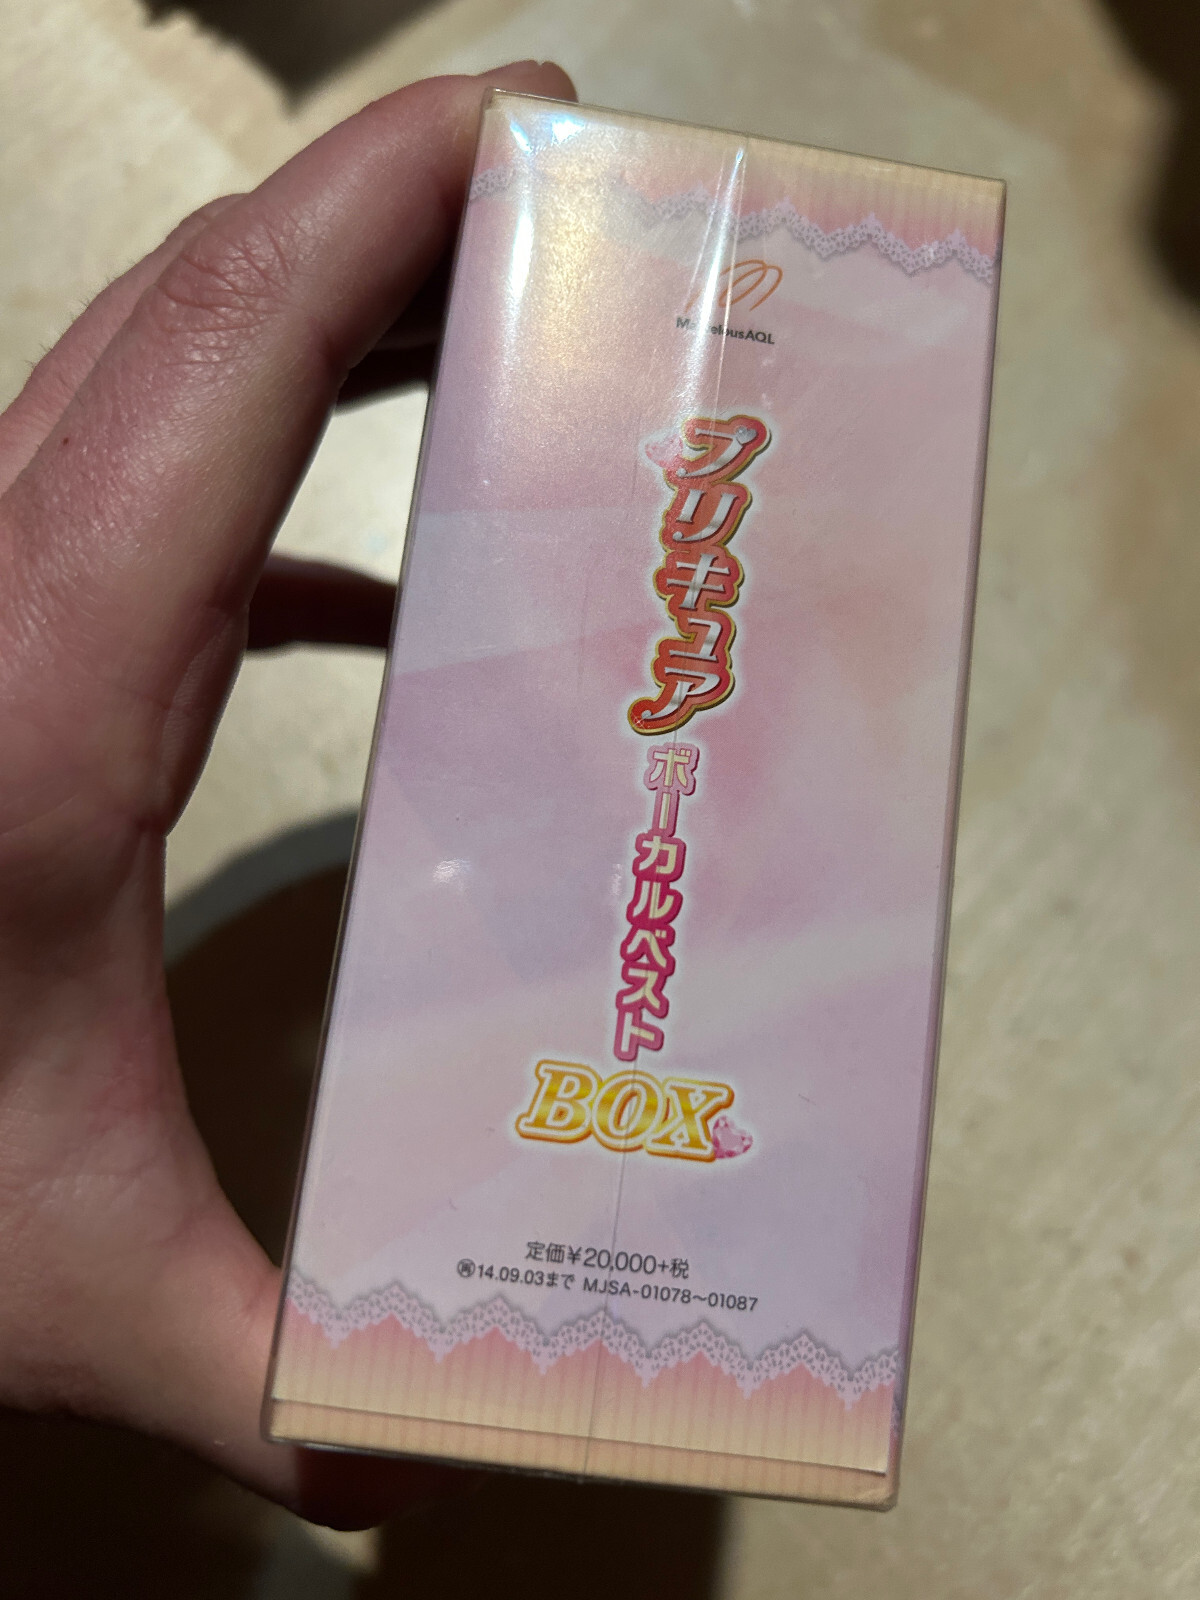 MarvelousAQL
プリキュア
ボーカルベスト
BOX
定価¥20,000+税
㊢14.09.03まで MJSA-01078〜01087